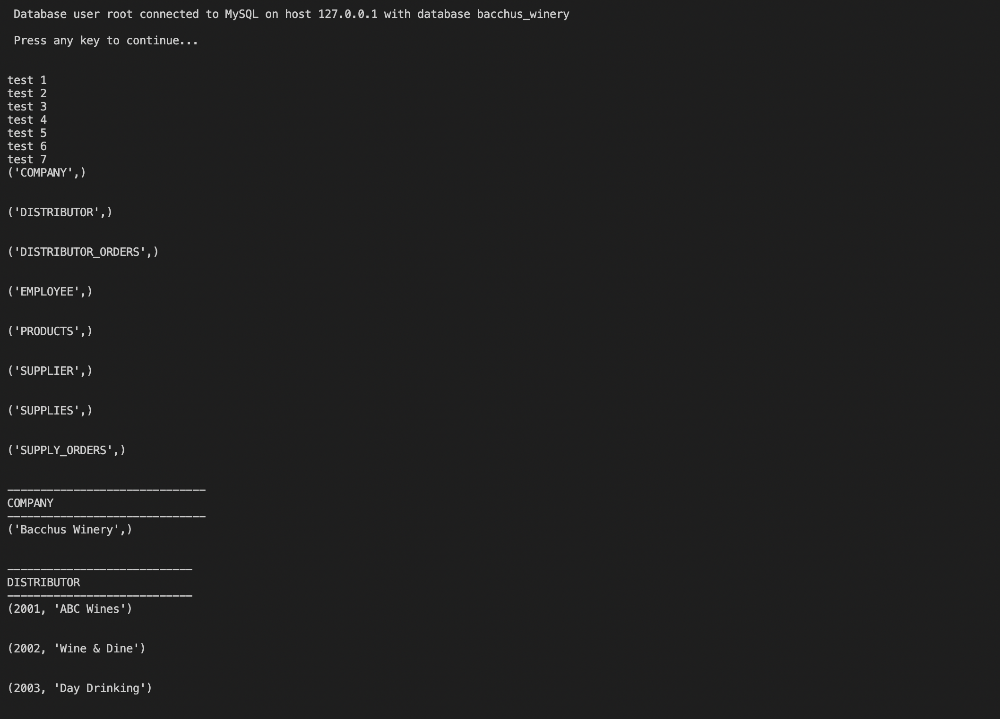 Database user root connected to MySQL on host 127.0.0.1 with database bacchus_winery
Press any key to continue...
test 1
test 2
test 3
test 4
test 5
test 6
test 7
('COMPANY',)
('DISTRIBUTOR',)
('DISTRIBUTOR_ORDERS',)
('EMPLOYEE',)
('PRODUCTS',)
('SUPPLIER',)
('SUPPLIES',)
('SUPPLY_ORDERS',)
------------------------------
COMPANY
------------------------------
('Bacchus Winery',)
----------------------------
DISTRIBUTOR
----------------------------
(2001, 'ABC Wines')
(2002, 'Wine & Dine')
(2003, 'Day Drinking')